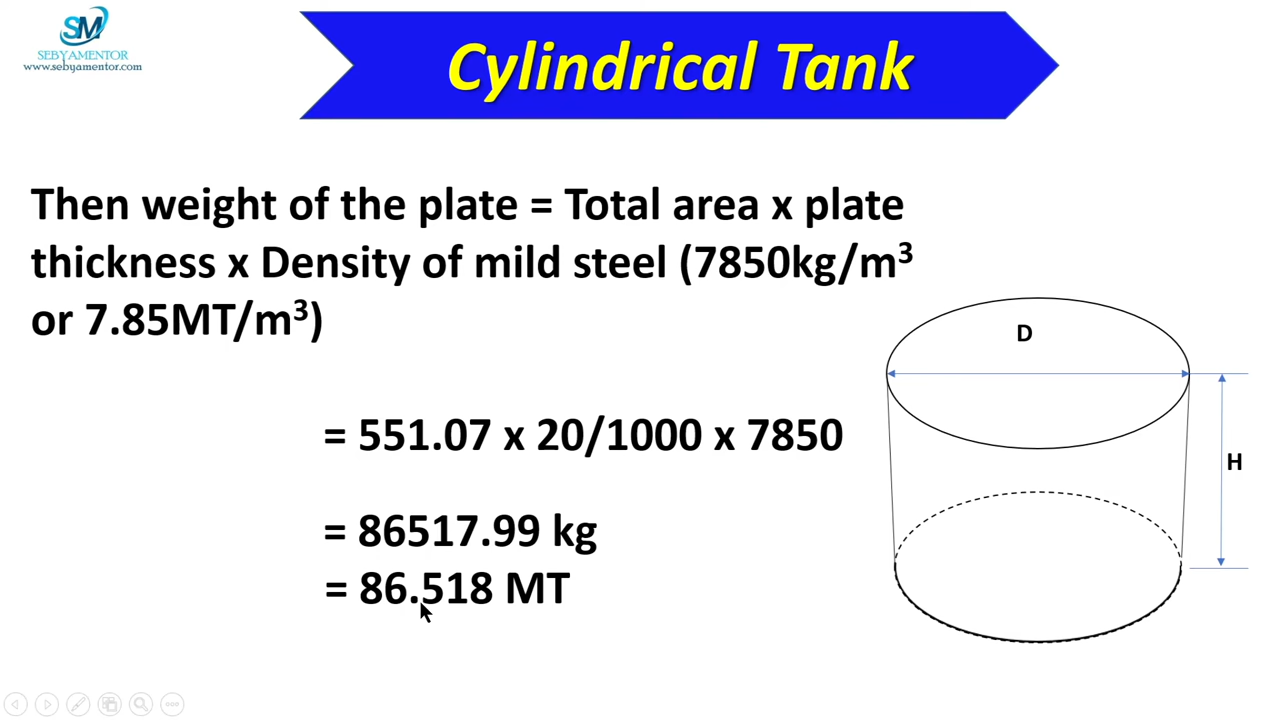 SM
SEBYAMENTOR
www.sebyamentor.com
Cylindrical Tank
Then weight of the plate = Total area x plate
thickness x Density of mild steel (7850kg/m³
or 7.85MT/m³)
D
= 551.07 x 20/1000 x 7850
H
= 86517.99 kg
= 86.518 MT